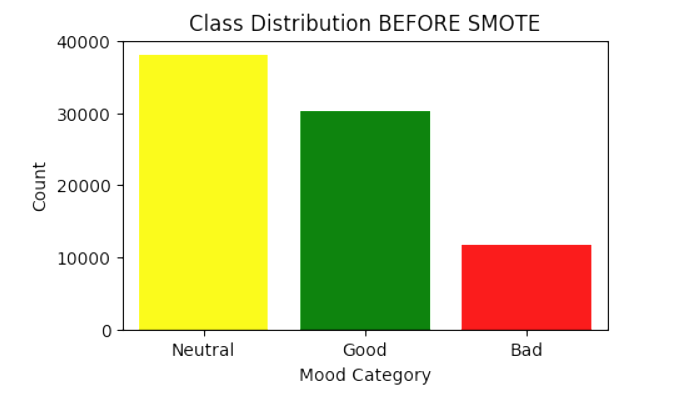 Class Distribution BEFORE SMOTE
40000
30000
20000
10000
0
Count
Neutral Good Bad
Mood Category